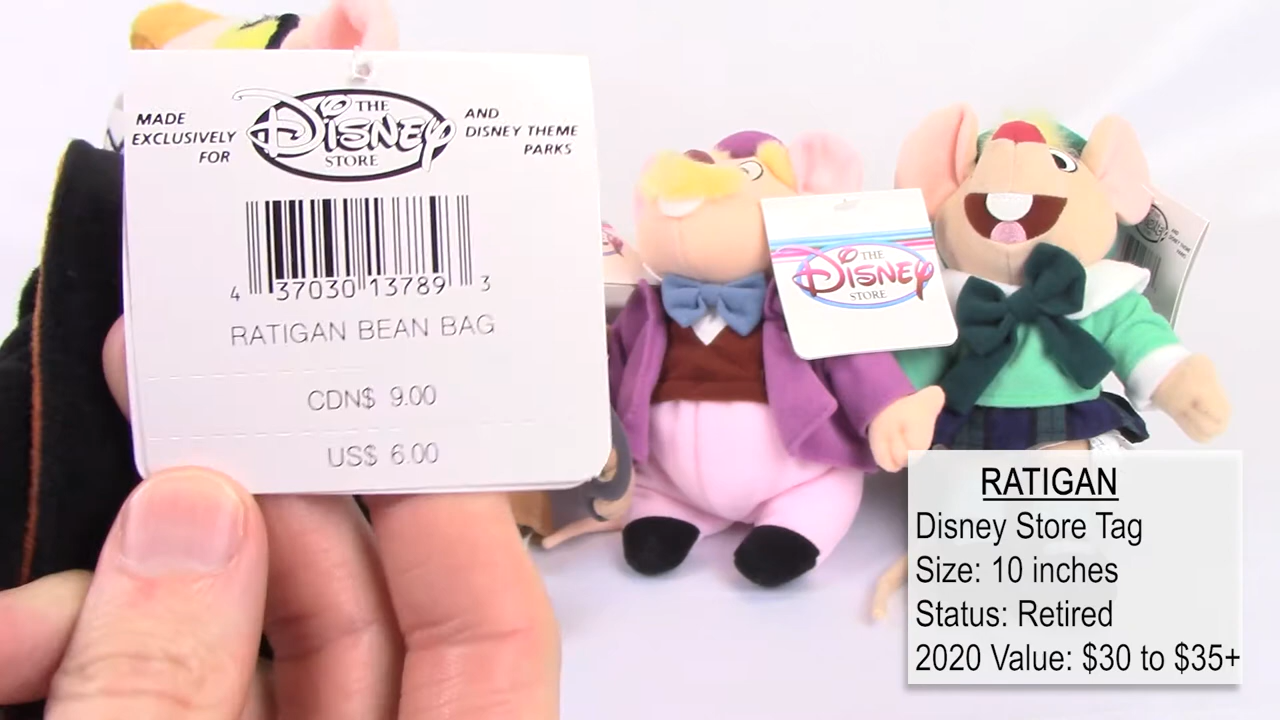 MADE EXCLUSIVELY FOR
THE
Disney
STORE
AND DISNEY THEME PARKS
4 37030 13789 3
RATIGAN BEAN BAG
CDN$ 9.00
US$ 6.00
THE
Disney
STORE
RATIGAN
Disney Store Tag
Size: 10 inches
Status: Retired
2020 Value: $30 to $35+